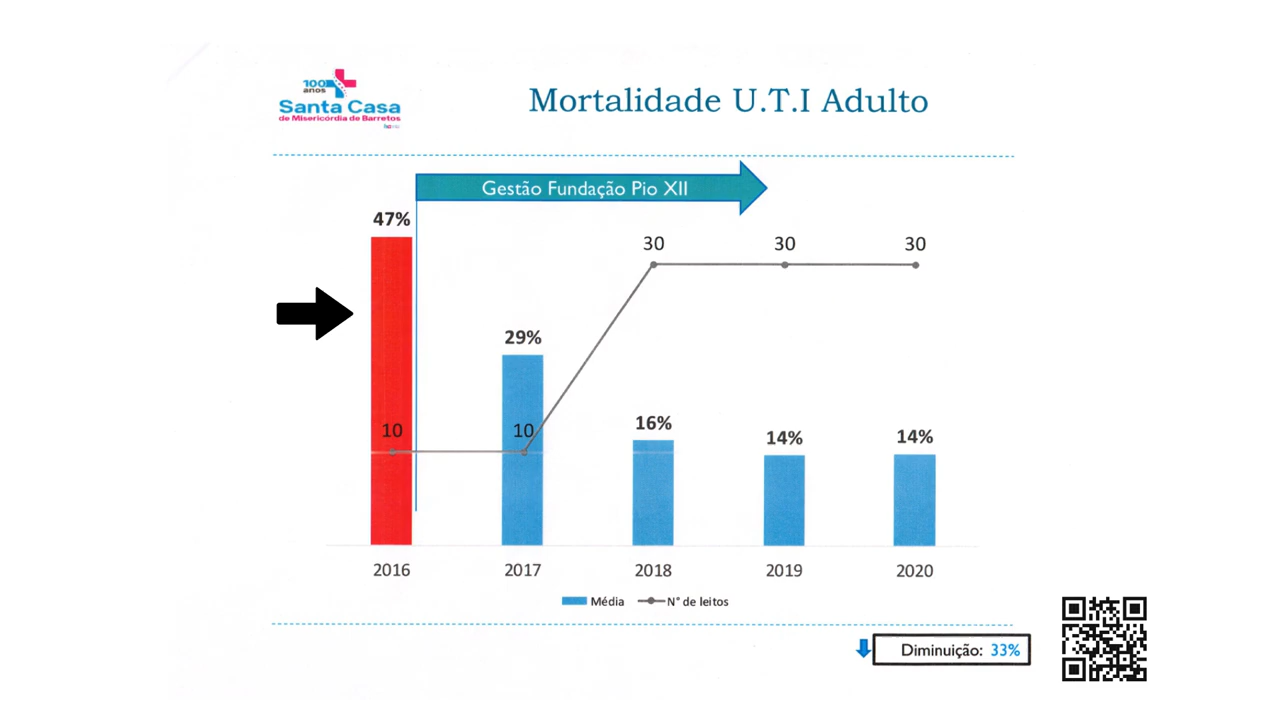 100
anos
Santa Casa
de Misericórdia de Barretos
Mortalidade U.T.I Adulto
Gestão Fundação Pio XII
47%
30
30
30
29%
10
10
16%
14%
14%
2016
2017
2018
2019
2020
Média
N° de leitos
Diminuição: 33%